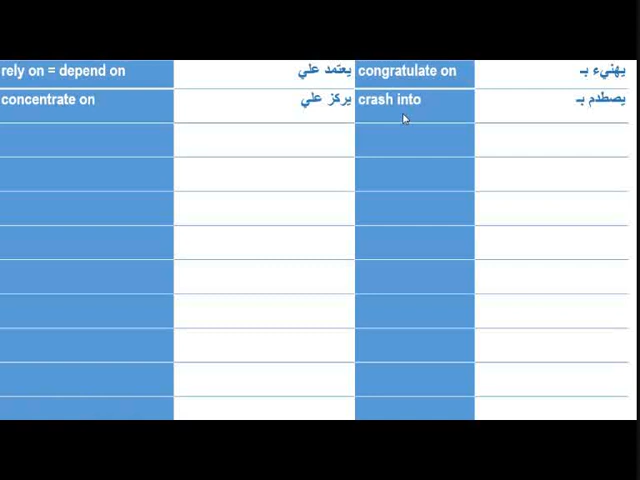 rely on = depend on يعتمد علي congratulate on يهنيء بـ
concentrate on يركز علي crash into يصطدم بـ